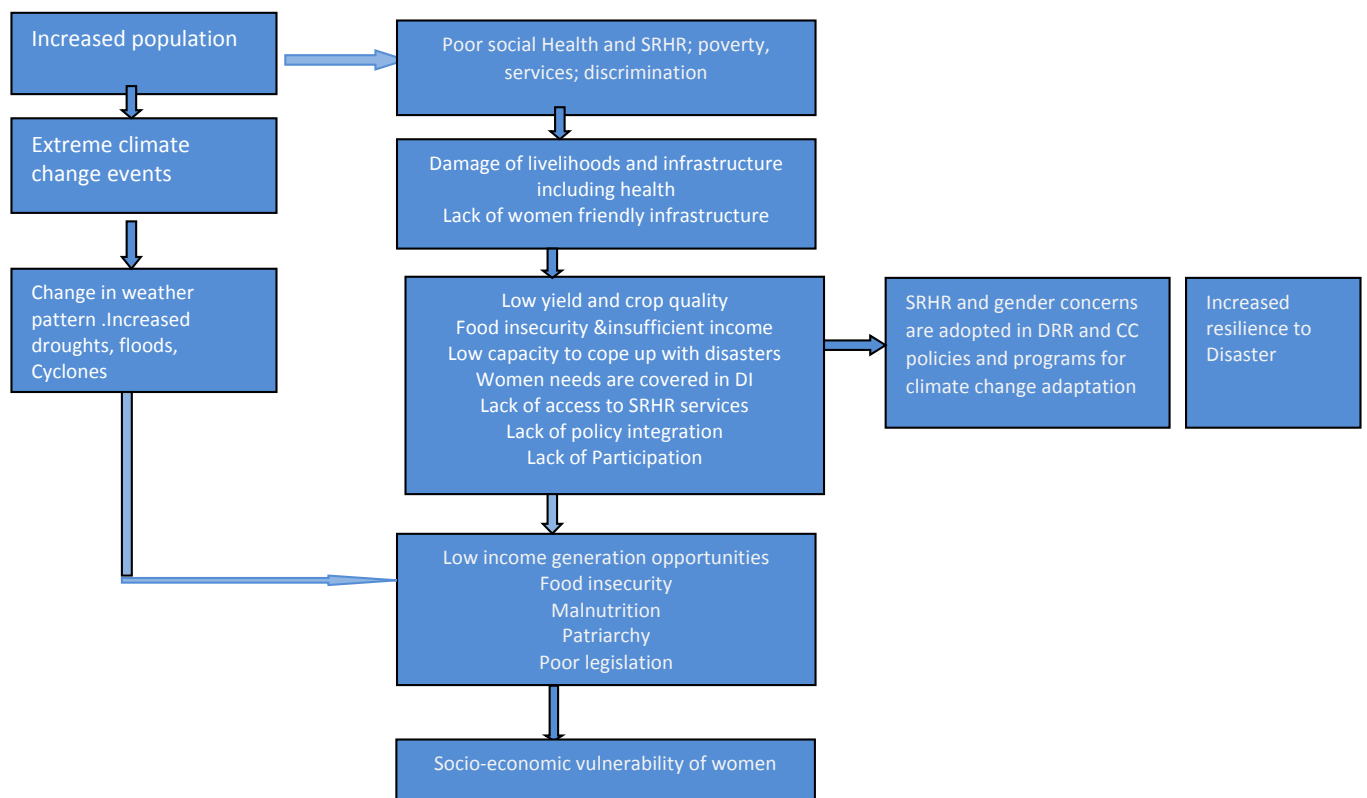 Increased population
Poor social Health and SRHR; poverty,
services; discrimination
Extreme climate
change events
Damage of livelihoods and infrastructure
including health
Lack of women friendly infrastructure
Change in weather
pattern .Increased
droughts, floods,
Cyclones
Low yield and crop quality
Food insecurity &insufficient income
Low capacity to cope up with disasters
Women needs are covered in DI
Lack of access to SRHR services
Lack of policy integration
Lack of Participation
SRHR and gender concerns
are adopted in DRR and CC
policies and programs for
climate change adaptation
Increased
resilience to
Disaster
Low income generation opportunities
Food insecurity
Malnutrition
Patriarchy
Poor legislation
Socio-economic vulnerability of women